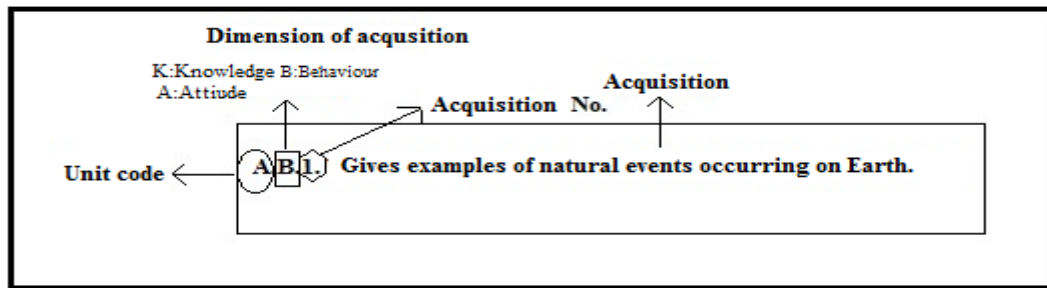 Dimension of acqusition
K:Knowledge B:Behaviour
A:Attiude
Acquisition
Acquisition No.
Unit code
A.B.1. Gives examples of natural events occurring on Earth.